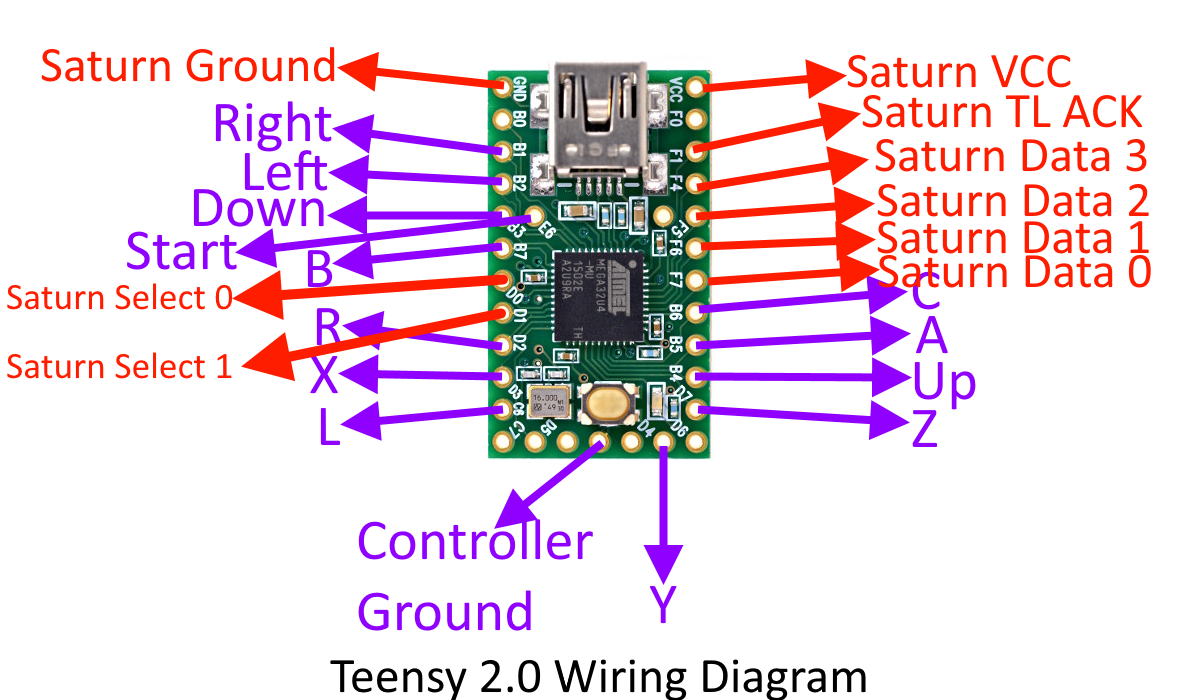 Saturn Ground
Right
Left
Down
Start
B
Saturn Select 0
R
Saturn Select 1
X
L
GND
B0
B1
B2
B3
E6
B7
D0
D1
D2
D3
C6
C7
D5
ATMEL
MEGA32U4
-MU
1502E
A2U9RA
TH
16.000
VCC
F0
F1
F4
F5
F6
F7
B6
B5
B4
D7
D6
D4
Saturn VCC
Saturn TL ACK
Saturn Data 3
Saturn Data 2
Saturn Data 1
Saturn Data 0
C
A
Up
Z
Controller
Ground
Y
Teensy 2.0 Wiring Diagram